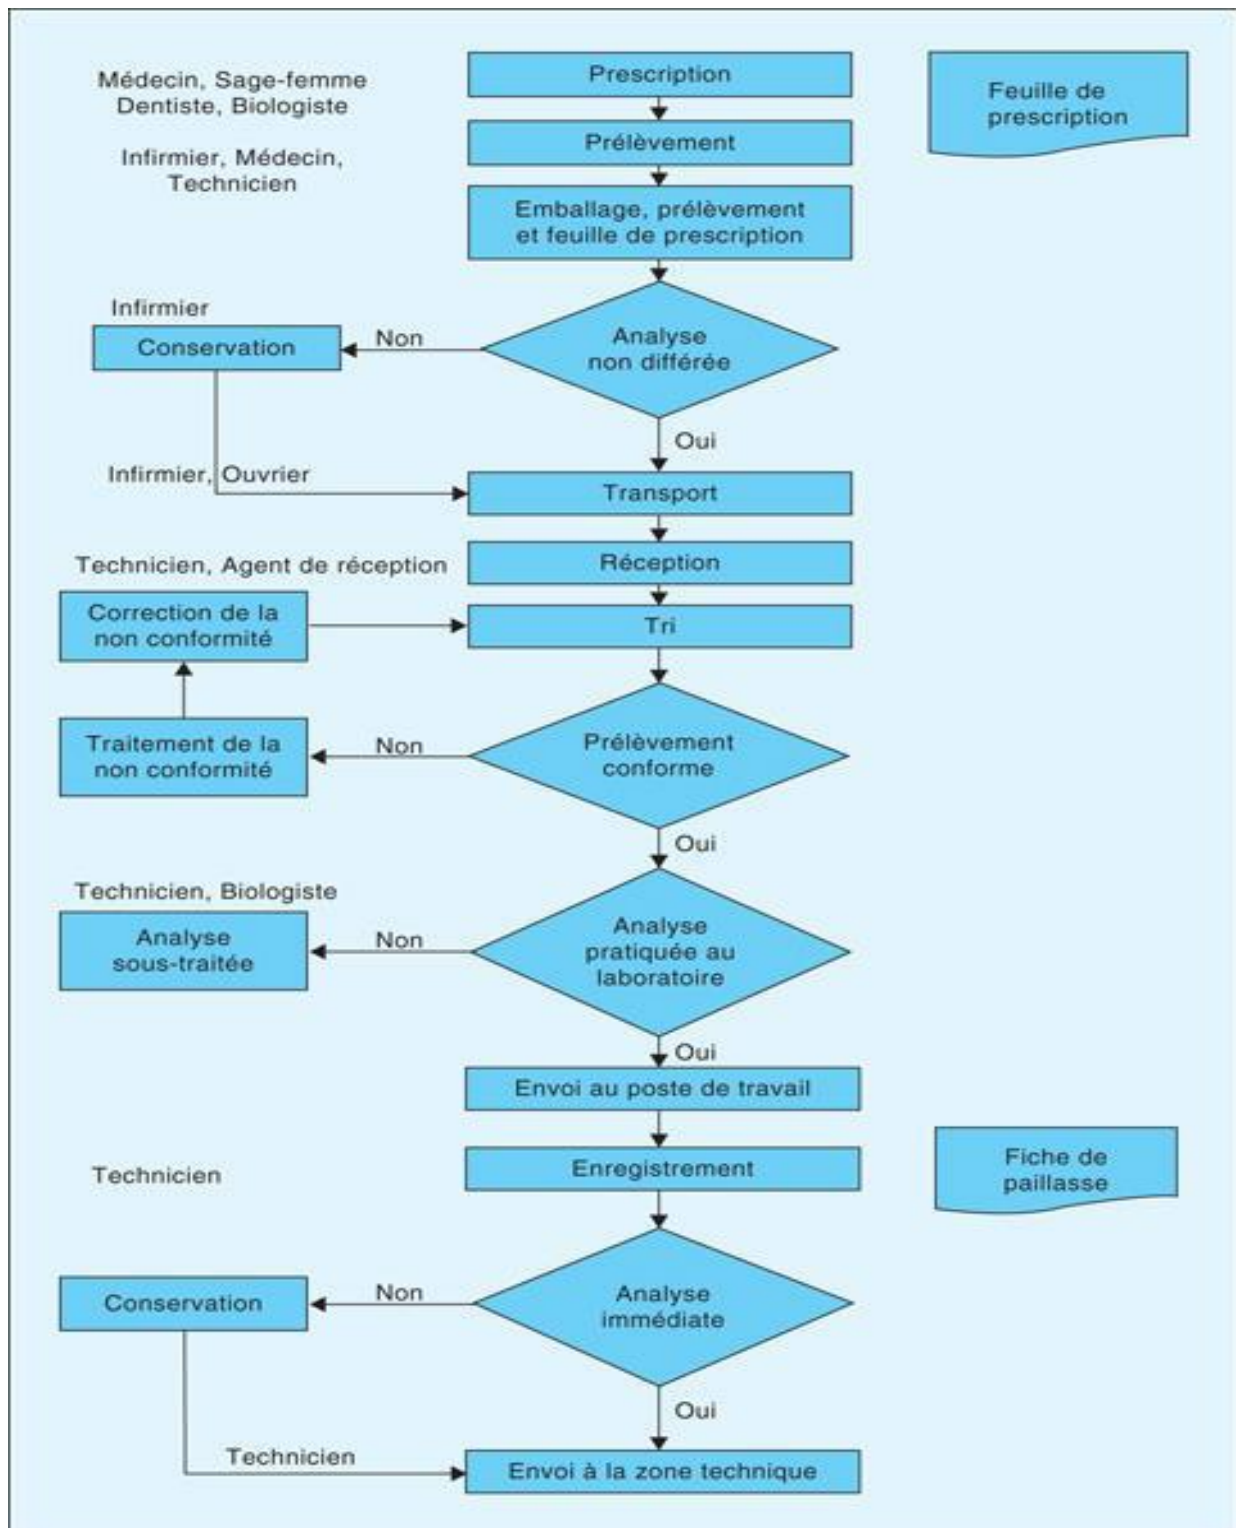 Prescription
Médecin, Sage-femme
Dentiste, Biologiste
Feuille de
prescription
Prélèvement
Infirmier, Médecin,
Technicien
Emballage, prélèvement
et feuille de prescription
Infirmier
Conservation
Non
Analyse
non différée
Oui
Infirmier, Ouvrier
Transport
Technicien, Agent de réception
Réception
Correction de la
non conformité
Tri
Traitement de la
non conformité
Non
Prélèvement
conforme
Oui
Technicien, Biologiste
Analyse
sous-traitée
Non
Analyse
pratiquée au
laboratoire
Oui
Envoi au poste de travail
Technicien
Enregistrement
Fiche de
paillasse
Conservation
Non
Analyse
immédiate
Oui
Technicien
Envoi à la zone technique